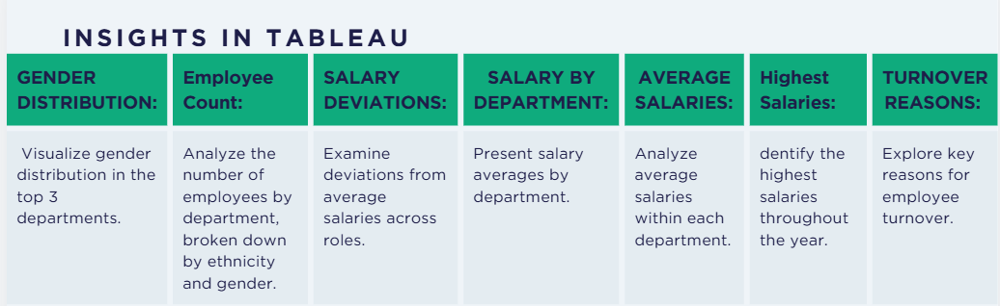 INSIGHTS IN TABLEAU
GENDER
DISTRIBUTION:
Visualize gender
distribution in the
top 3
departments.
Employee
Count:
Analyze the
number of
employees by
department,
broken down
by ethnicity
and gender.
SALARY
DEVIATIONS:
Examine
deviations from
average
salaries across
roles.
SALARY BY
DEPARTMENT:
Present salary
averages by
department.
AVERAGE
SALARIES:
Analyze
average
salaries
within each
department.
Highest
Salaries:
dentify the
highest
salaries
throughout
the year.
TURNOVER
REASONS:
Explore key
reasons for
employee
turnover.